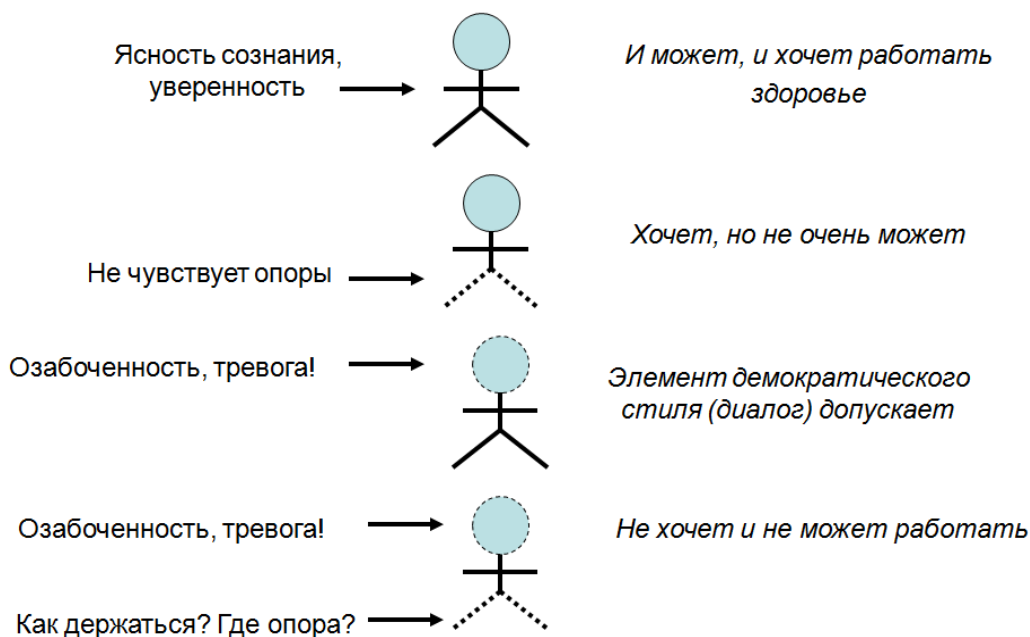 Ясность сознания,
уверенность
И может, и хочет работать
здоровье
Хочет, но не очень может
Не чувствует опоры
Озабоченность, тревога!
Элемент демократического
стиля (диалог) допускает
Озабоченность, тревога!
Не хочет и не может работать
Как держаться? Где опора?